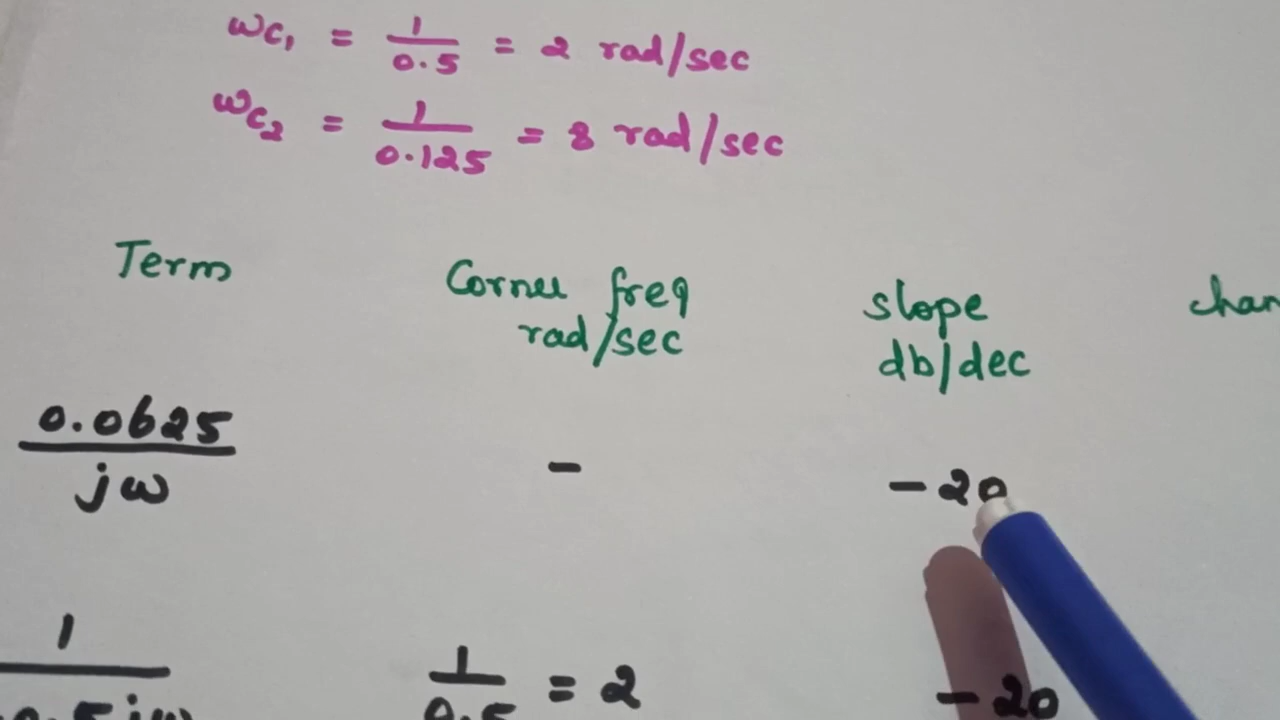 ωc₁ = 1/0.5 = 2 rad/sec
ωc₂ = 1/0.125 = 8 rad/sec
Term Corner freq slope
rad/sec db/dec
0.0625/jω - -20
1 1/0.5 = 2 -20